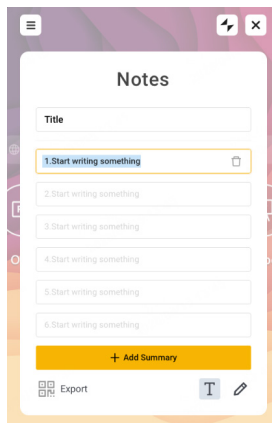 Notes
Title
1.Start writing something
2.Start writing something
3.Start writing something
4.Start writing something
5.Start writing something
6.Start writing something
+ Add Summary
Export
T